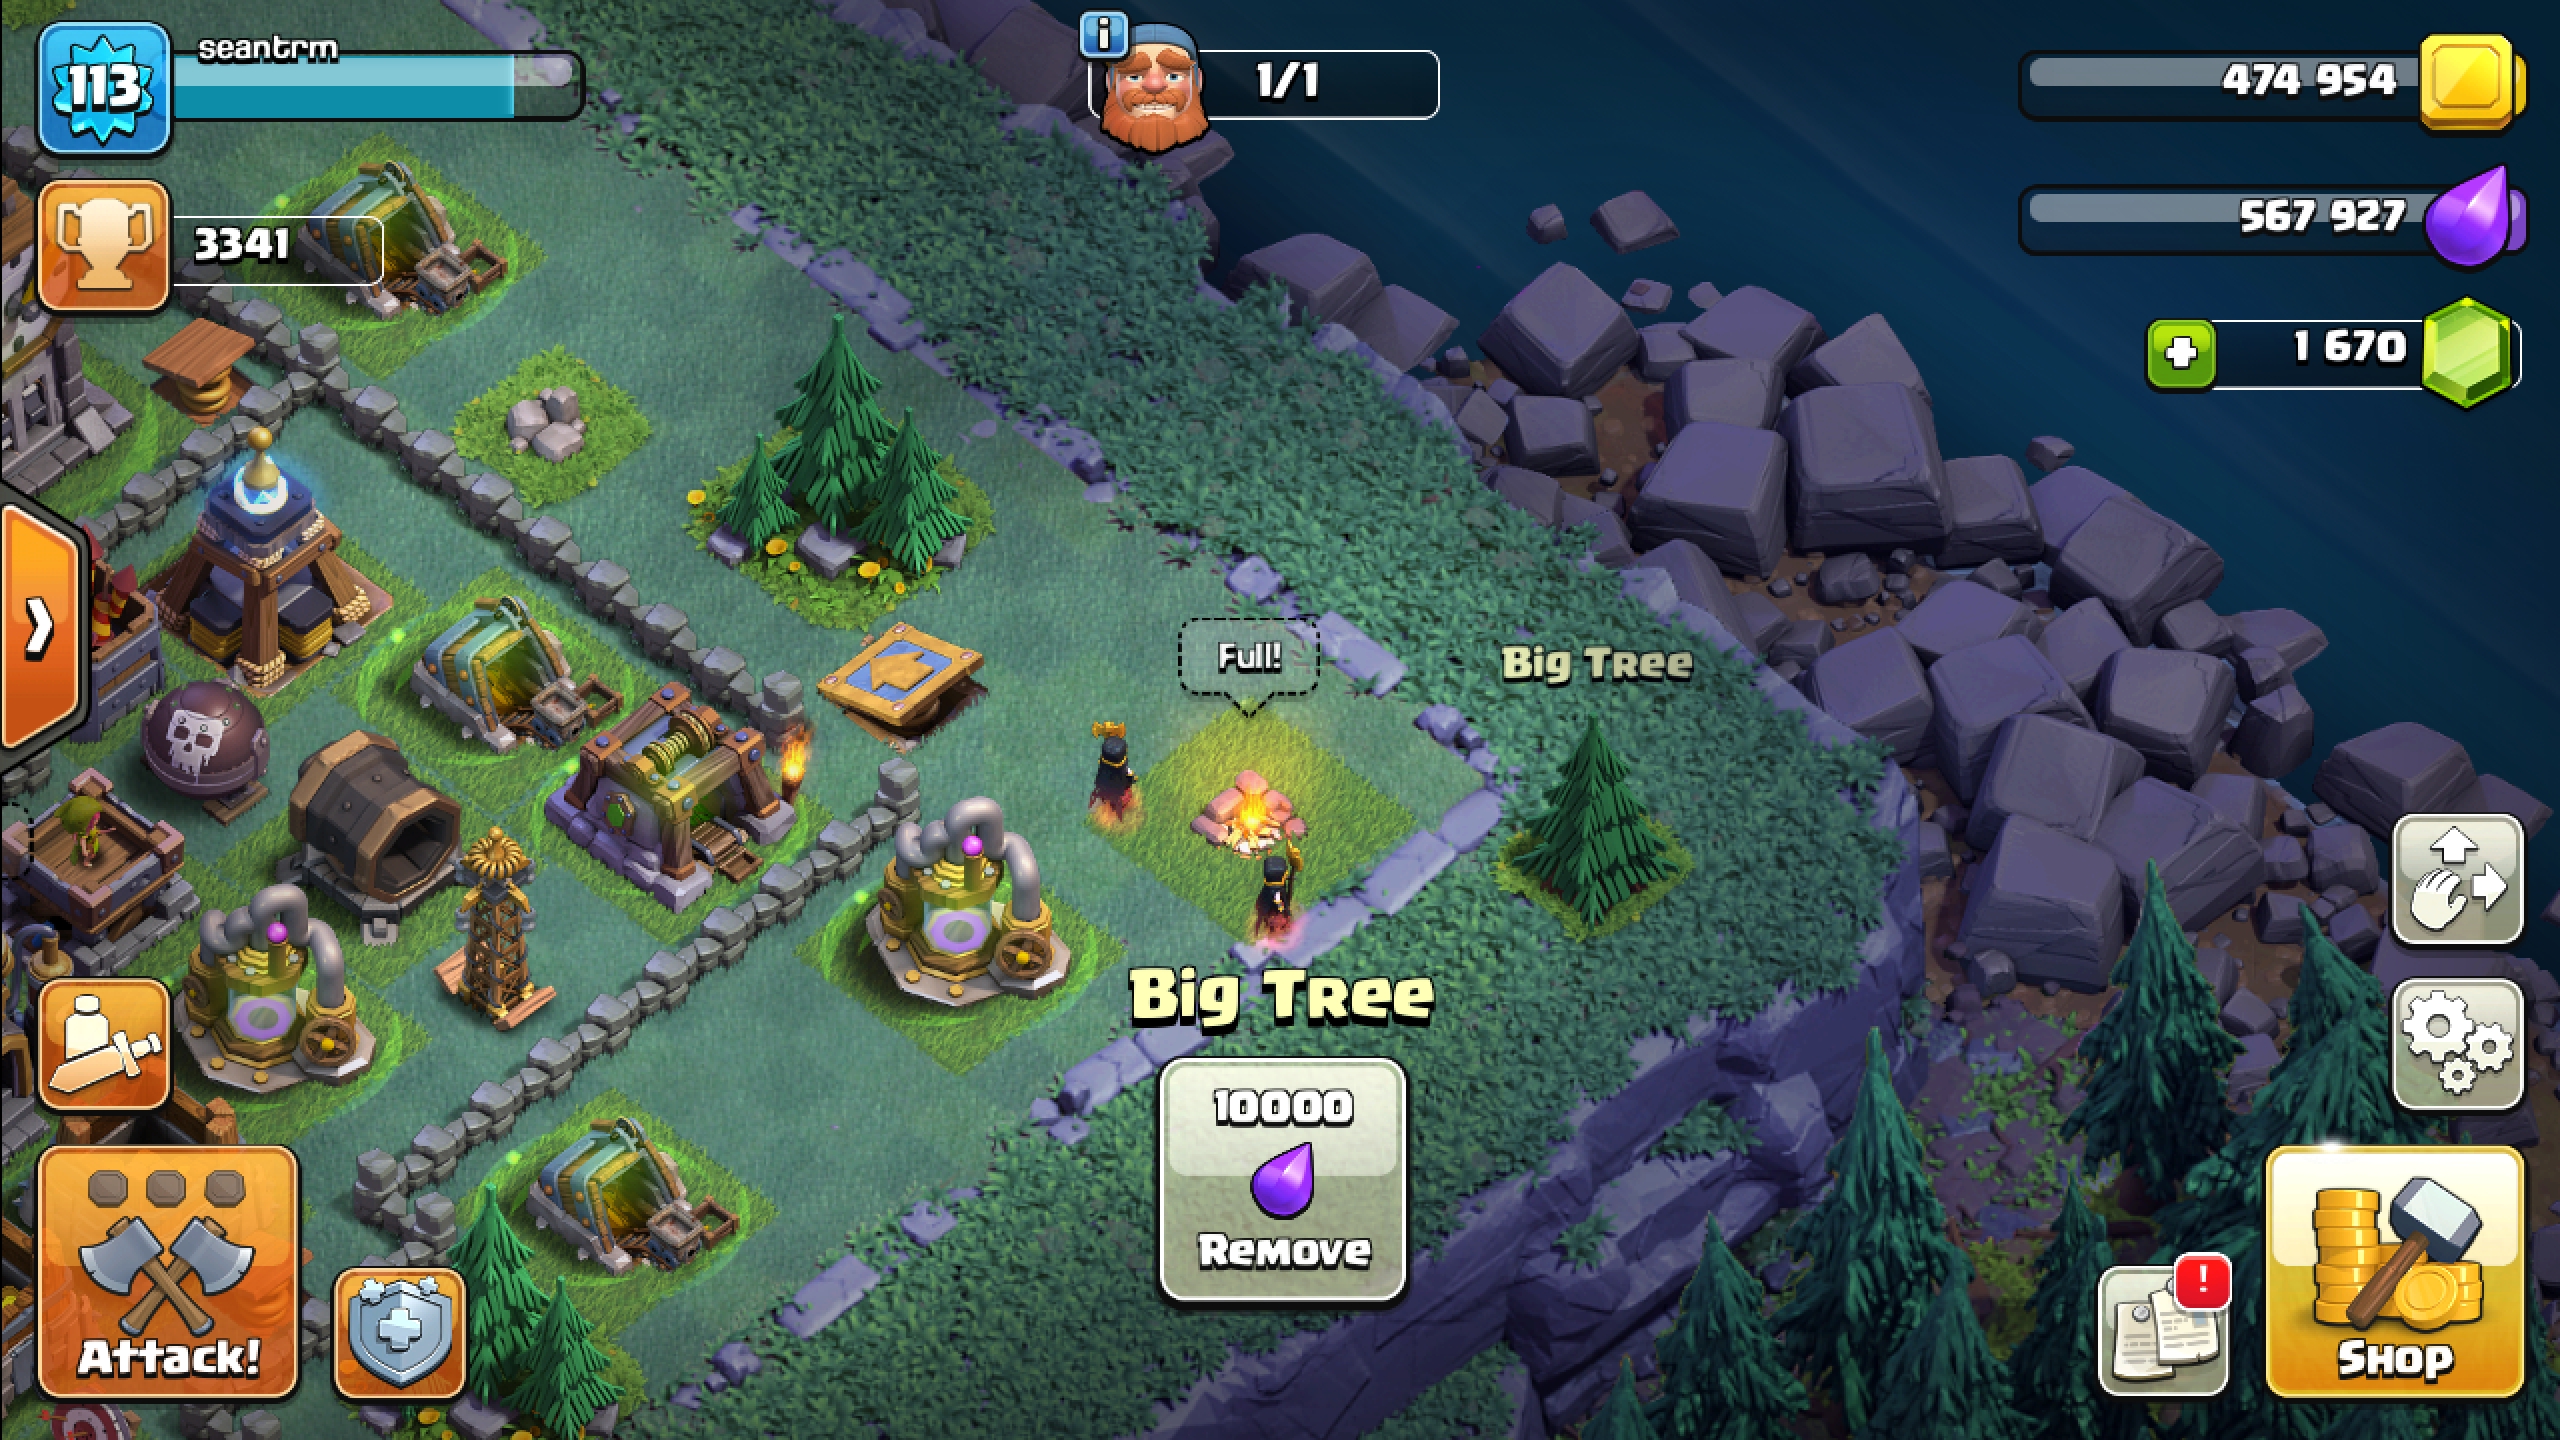 113
seantrm
1/1
474 954
3341
567 927
1 670
Full!
Big Tree
Big Tree
10000
Remove
Attack!
!
Shop